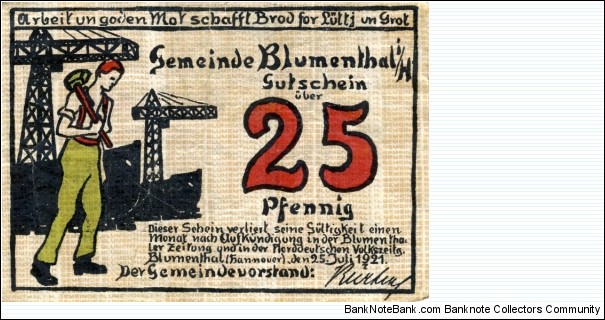 Arbeit un goden Mot schafft Brod for Lüttj un Grot
Gemeinde Blumenthal i/H
Gutschein
über
25
Pfennig
Dieser Schein verliert seine Gültigkeit einen
Monat nach Aufkündigung in der Blumentha-
ler Zeitung und in der Norddeutschen Volkszeitg.
Blumenthal (Hannover), den 25. Juli 1921.
Der Gemeindevorstand:
BankNoteBank.com Banknote Collectors Community